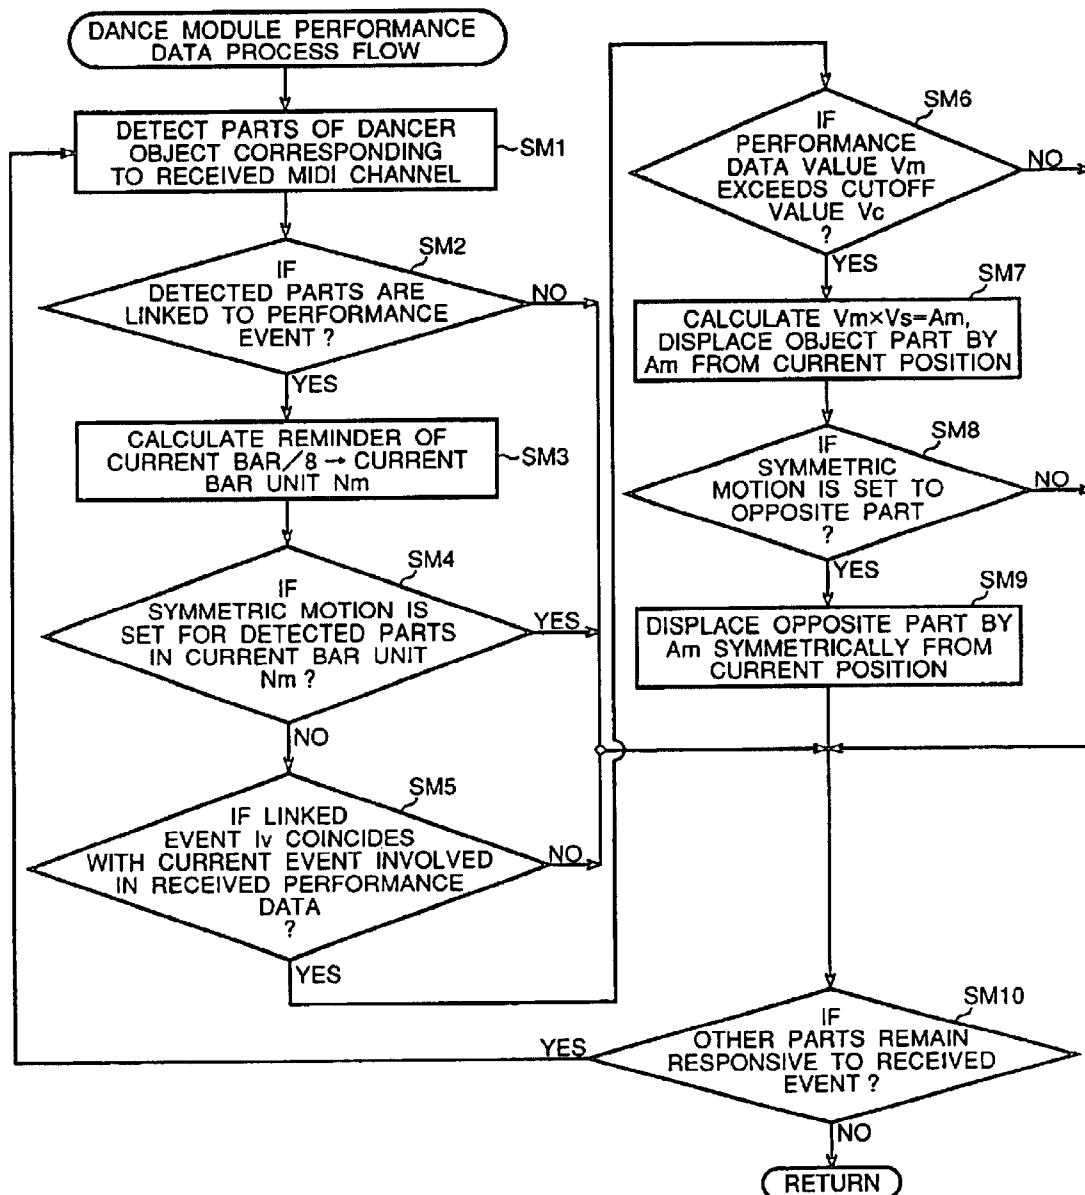 DANCE MODULE PERFORMANCE
DATA PROCESS FLOW
DETECT PARTS OF DANCER
OBJECT CORRESPONDING
TO RECEIVED MIDI CHANNEL
SM1
SM2
IF
DETECTED PARTS ARE
LINKED TO PERFORMANCE
EVENT ?
NO
YES
CALCULATE REMINDER OF
CURRENT BAR/8 → CURRENT
BAR UNIT Nm
SM3
SM4
IF
SYMMETRIC MOTION IS
SET FOR DETECTED PARTS
IN CURRENT BAR UNIT
Nm ?
YES
NO
SM5
IF LINKED
EVENT Iv COINCIDES
WITH CURRENT EVENT INVOLVED
IN RECEIVED PERFORMANCE
DATA
?
NO
YES
SM6
IF
PERFORMANCE
DATA VALUE Vm
EXCEEDS CUTOFF
VALUE Vc
?
NO
YES
SM7
CALCULATE Vm×Vs=Am,
DISPLACE OBJECT PART BY
Am FROM CURRENT POSITION
SM8
IF
SYMMETRIC
MOTION IS SET TO
OPPOSITE PART
?
NO
YES
SM9
DISPLACE OPPOSITE PART BY
Am SYMMETRICALLY FROM
CURRENT POSITION
SM10
IF
OTHER PARTS REMAIN
RESPONSIVE TO RECEIVED
EVENT ?
YES
NO
RETURN